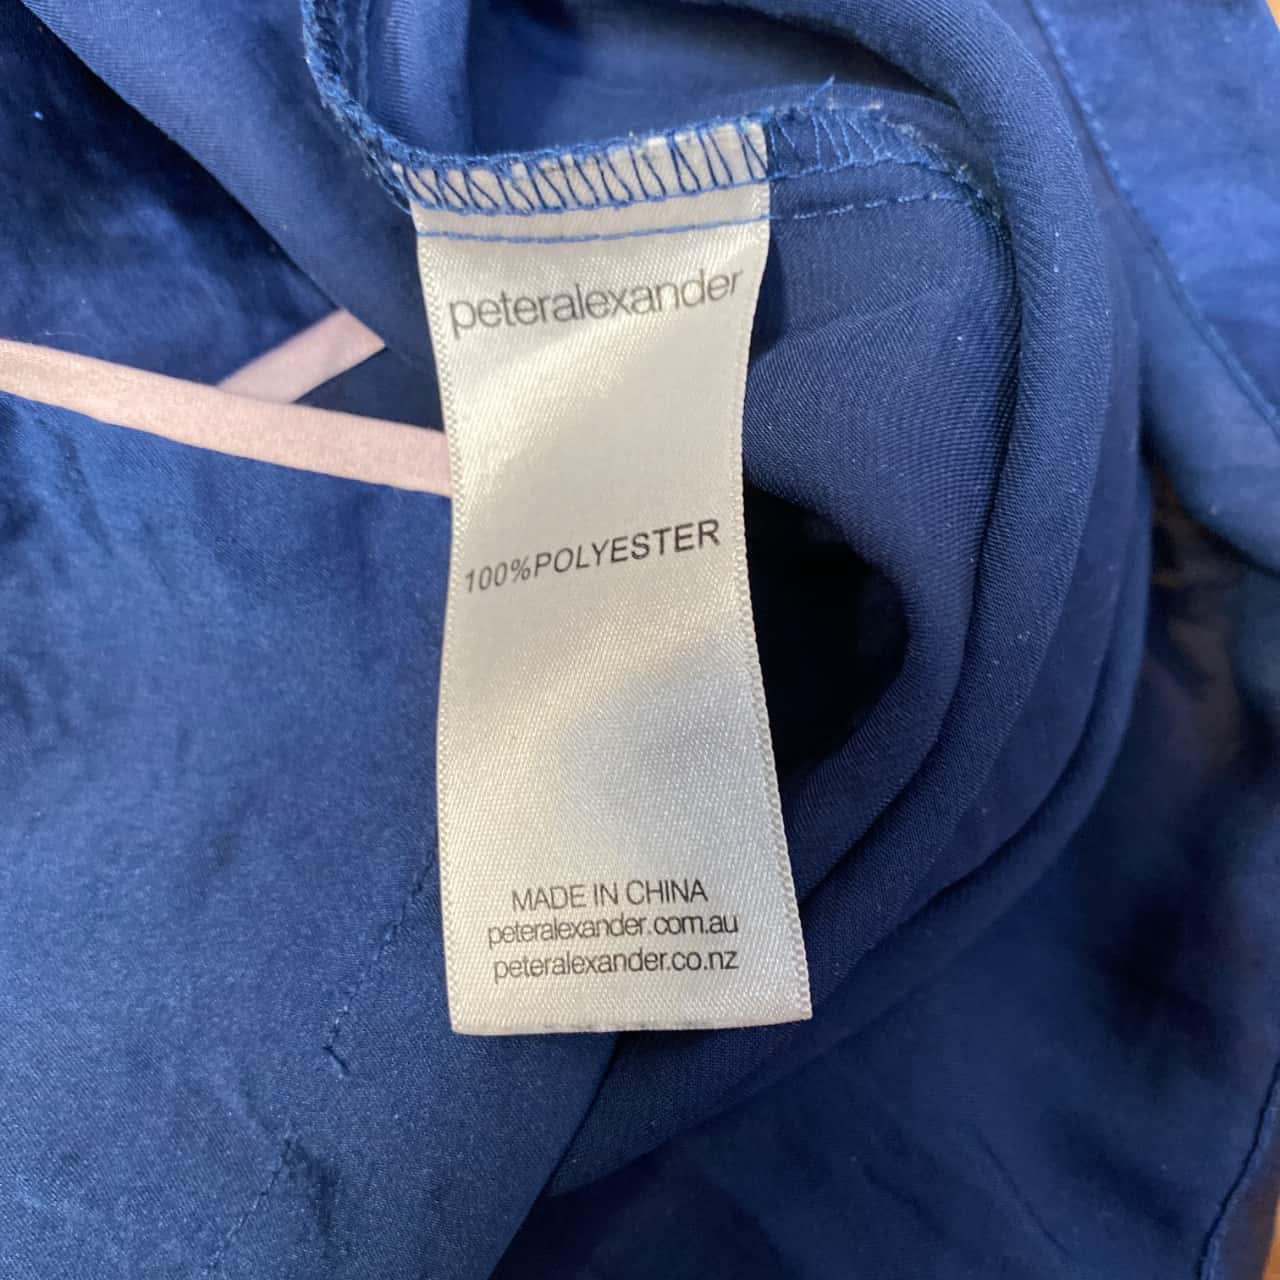 peteralexander
100%POLYESTER
MADE IN CHINA
peteralexander.com.au
peteralexander.co.nz